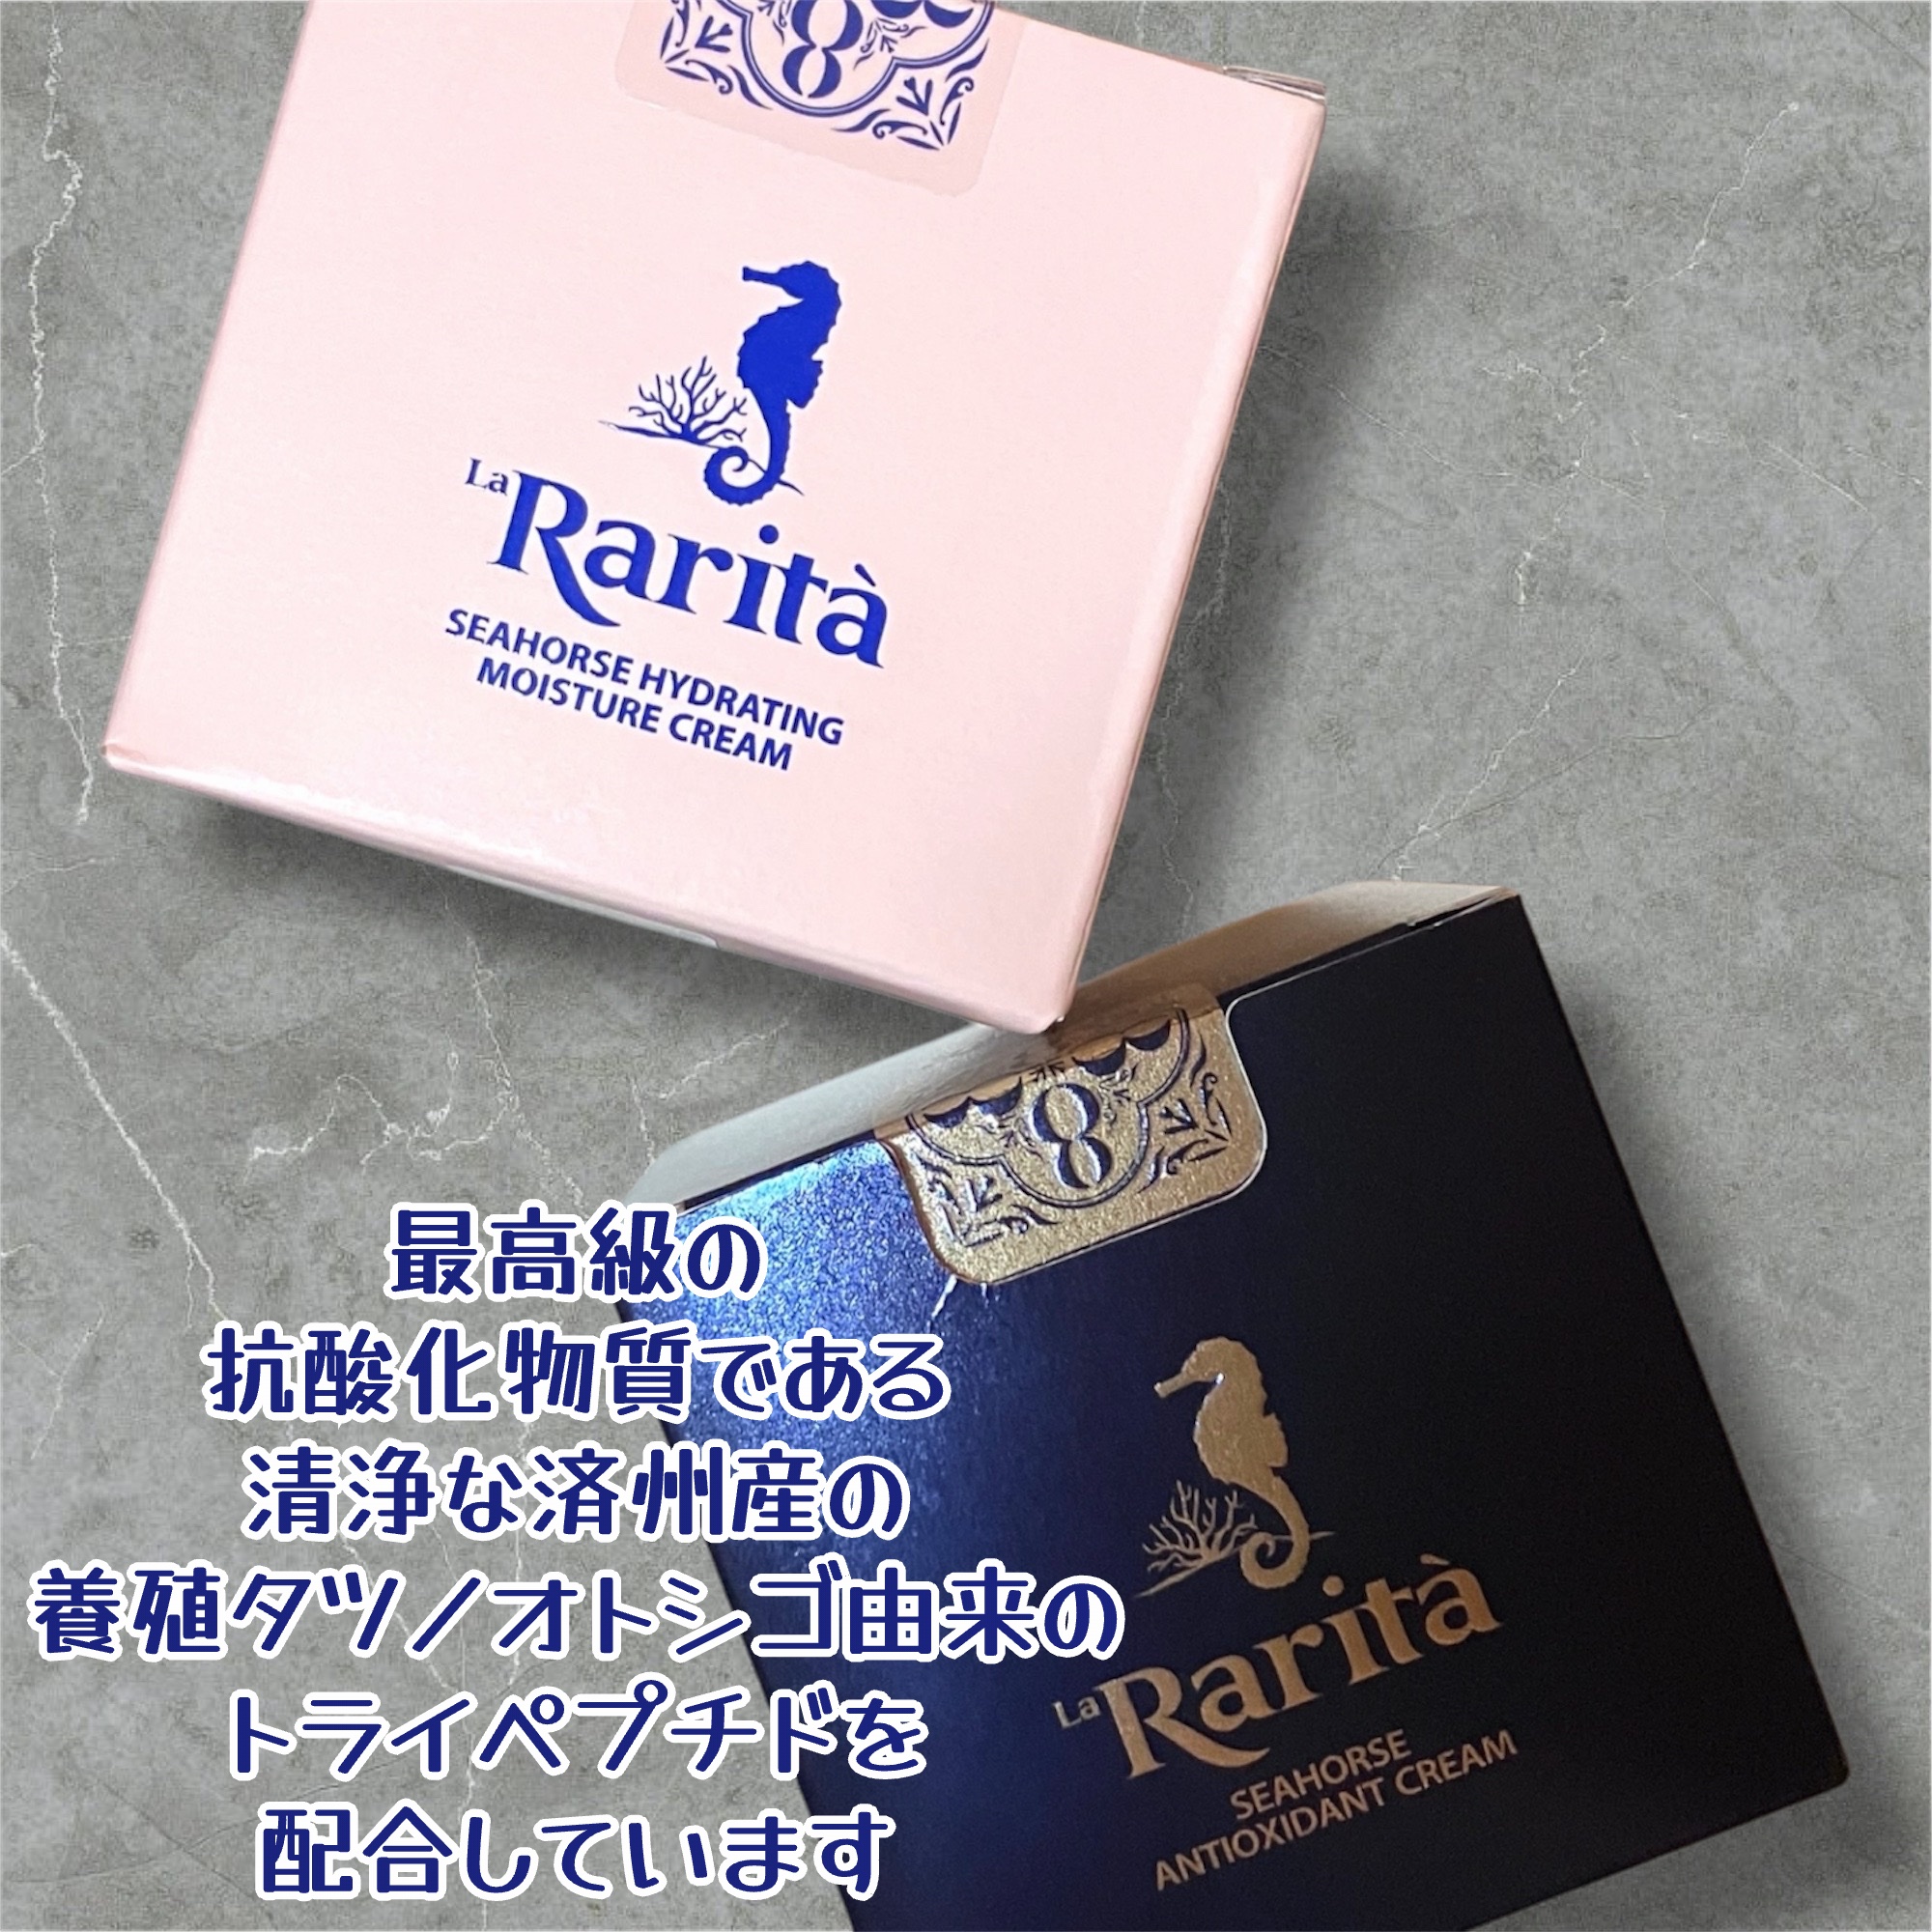 8
La Rarità
SEAHORSE HYDRATING
MOISTURE CREAM
8
最高級の
抗酸化物質である
清浄な済州産の
養殖タツノオトシゴ由来の
トライペプチドを
配合しています
La Rarità
SEAHORSE
ANTIOXIDANT CREAM